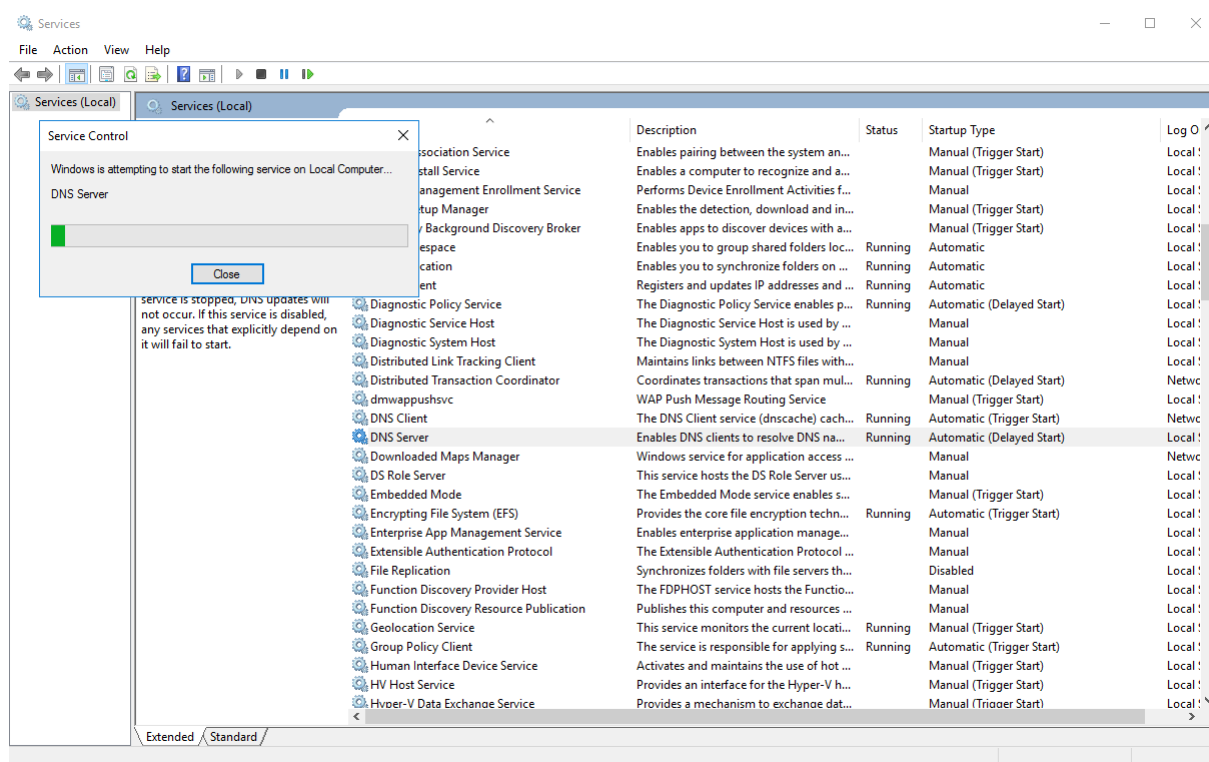 Services
File Action View Help
Services (Local)
Services (Local)
Service Control
Windows is attempting to start the following service on Local Computer...
DNS Server
Close
service is stopped, DNS updates will
not occur. If this service is disabled,
any services that explicitly depend on
it will fail to start.
Description Status Startup Type Log O
ssociation Service Enables pairing between the system an... Manual (Trigger Start) Local
stall Service Enables a computer to recognize and a... Manual (Trigger Start) Local
anagement Enrollment Service Performs Device Enrollment Activities f... Manual Local
tup Manager Enables the detection, download and in... Manual (Trigger Start) Local
y Background Discovery Broker Enables apps to discover devices with a... Manual (Trigger Start) Local
espace Enables you to group shared folders loc... Running Automatic Local
cation Enables you to synchronize folders on ... Running Automatic Local
ent Registers and updates IP addresses and ... Running Automatic Local
Diagnostic Policy Service The Diagnostic Policy Service enables p... Running Automatic (Delayed Start) Local
Diagnostic Service Host The Diagnostic Service Host is used by ... Manual Local
Diagnostic System Host The Diagnostic System Host is used by ... Manual Local
Distributed Link Tracking Client Maintains links between NTFS files with... Manual Local
Distributed Transaction Coordinator Coordinates transactions that span mul... Running Automatic (Delayed Start) Netwo
dmwappushsvc WAP Push Message Routing Service Manual (Trigger Start) Local
DNS Client The DNS Client service (dnscache) cach... Running Automatic (Trigger Start) Netwo
DNS Server Enables DNS clients to resolve DNS na... Running Automatic (Delayed Start) Local
Downloaded Maps Manager Windows service for application access ... Manual Netwo
DS Role Server This service hosts the DS Role Server us... Manual Local
Embedded Mode The Embedded Mode service enables s... Manual (Trigger Start) Local
Encrypting File System (EFS) Provides the core file encryption techn... Running Automatic (Trigger Start) Local
Enterprise App Management Service Enables enterprise application manage... Manual Local
Extensible Authentication Protocol The Extensible Authentication Protocol ... Manual Local
File Replication Synchronizes folders with file servers th... Disabled Local
Function Discovery Provider Host The FDPHOST service hosts the Functio... Manual Local
Function Discovery Resource Publication Publishes this computer and resources ... Manual Local
Geolocation Service This service monitors the current locati... Running Manual (Trigger Start) Local
Group Policy Client The service is responsible for applying s... Running Automatic (Trigger Start) Local
Human Interface Device Service Activates and maintains the use of hot ... Manual (Trigger Start) Local
HV Host Service Provides an interface for the Hyper-V h... Manual (Trigger Start) Local
Hyper-V Data Exchange Service Provides a mechanism to exchange dat... Manual (Trigger Start) Local
Extended Standard